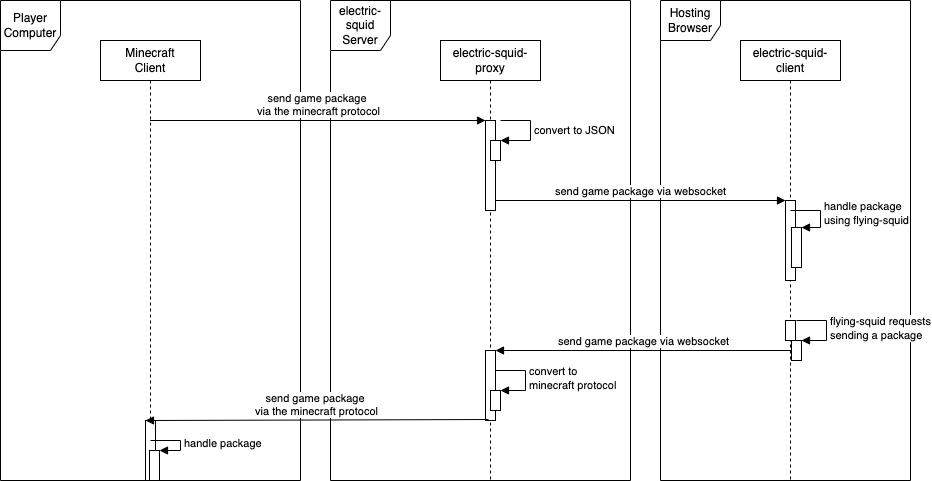 Player
Computer
electric-
squid
Server
Hosting
Browser
Minecraft
Client
electric-squid-
proxy
electric-squid-
client
send game package
via the minecraft protocol
convert to JSON
send game package via websocket
handle package
using flying-squid
flying-squid requests
sending a package
send game package via websocket
convert to
minecraft protocol
send game package
via the minecraft protocol
handle package